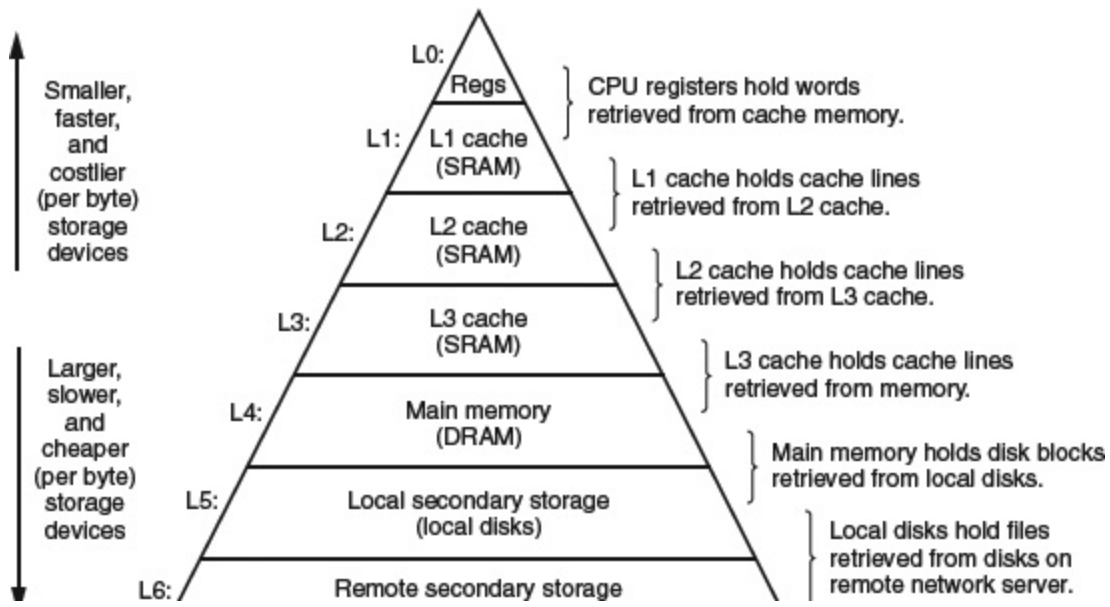 L0:
Regs
CPU registers hold words
retrieved from cache memory.
Smaller,
faster,
and
costlier
(per byte)
storage
devices
L1:
L1 cache
(SRAM)
L1 cache holds cache lines
retrieved from L2 cache.
L2:
L2 cache
(SRAM)
L2 cache holds cache lines
retrieved from L3 cache.
L3:
L3 cache
(SRAM)
L3 cache holds cache lines
retrieved from memory.
Larger,
slower,
and
cheaper
(per byte)
storage
devices
L4:
Main memory
(DRAM)
Main memory holds disk blocks
retrieved from local disks.
L5:
Local secondary storage
(local disks)
Local disks hold files
retrieved from disks on
remote network server.
L6:
Remote secondary storage